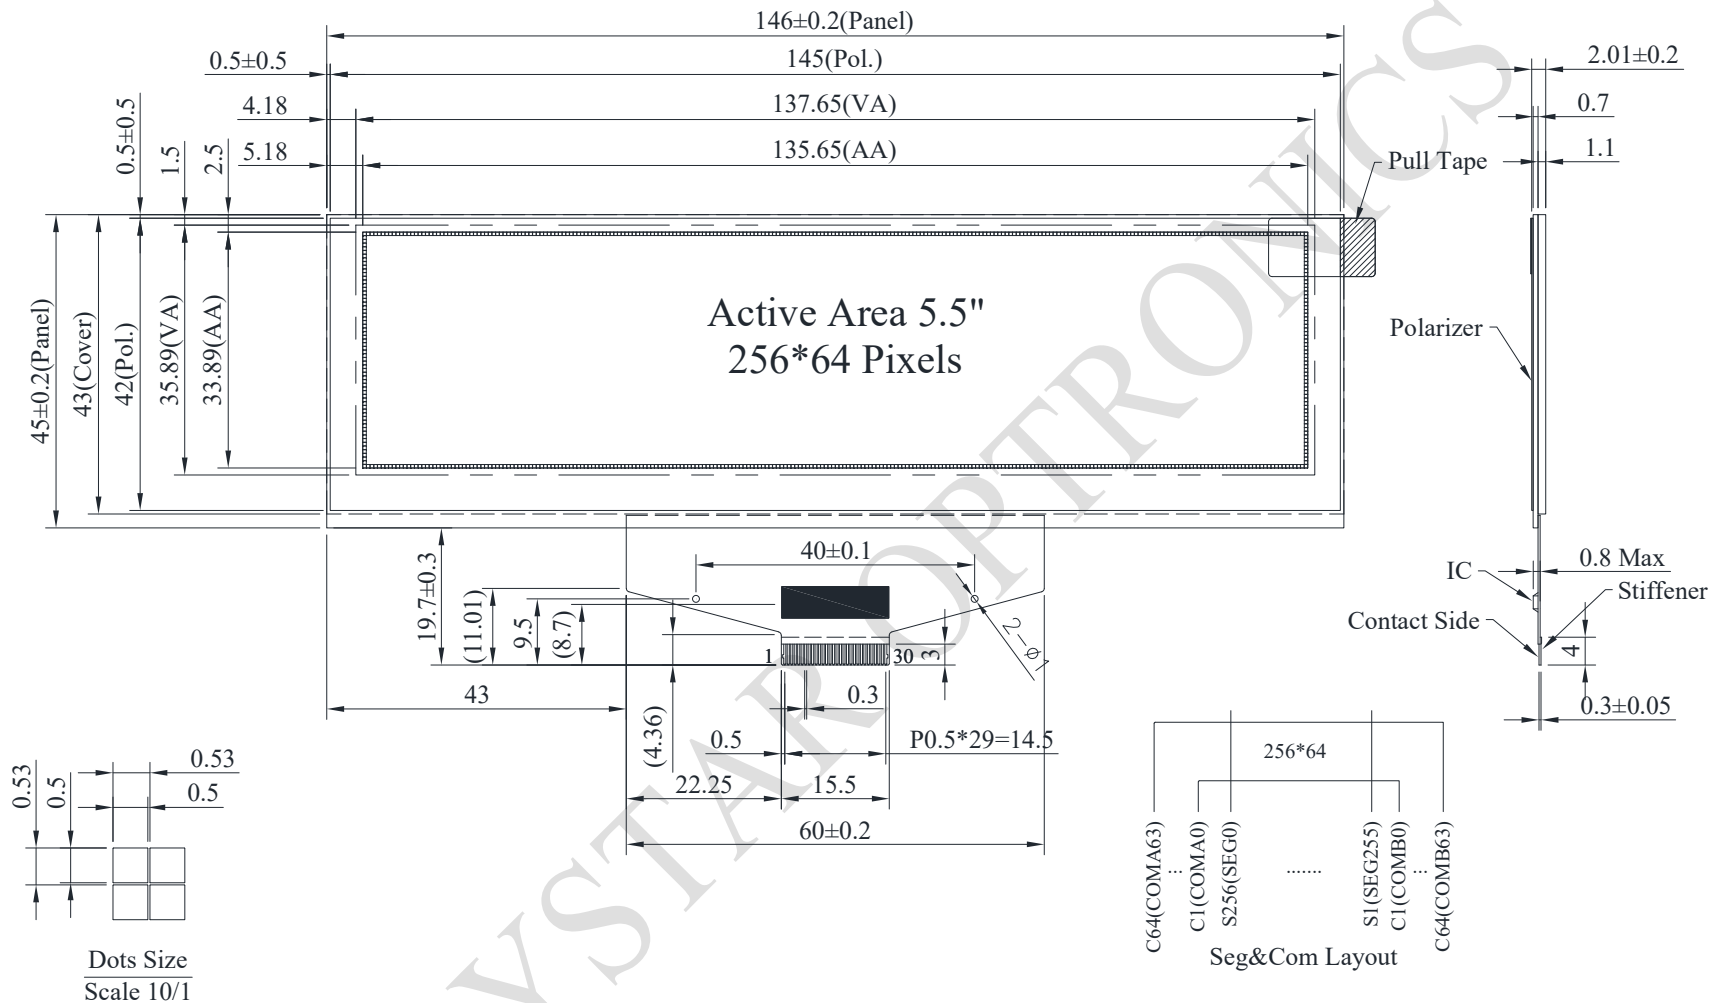 146±0.2(Panel)
0.5±0.5
145(Pol.)
2.01±0.2
4.18
137.65(VA)
0.7
5.18
135.65(AA)
1.1
0.5±0.5
1.5
2.5
Pull Tape
45±0.2(Panel)
43(Cover)
42(Pol.)
35.89(VA)
33.89(AA)
Active Area 5.5"
256*64 Pixels
Polarizer
19.7±0.3
(11.01)
9.5
(8.7)
40±0.1
2-Φ1
1
30
3
IC
0.8 Max
Stiffener
Contact Side
4
0.3±0.05
43
(4.36)
0.3
0.5
P0.5*29=14.5
22.25
15.5
60±0.2
0.53
0.5
0.53
0.5
Dots Size
Scale 10/1
256*64
C64(COMA63)
...
C1(COMA0)
S256(SEG0)
.......
S1(SEG255)
C1(COMB0)
...
C64(COMB63)
Seg&Com Layout
YSTAR OPTRONICS